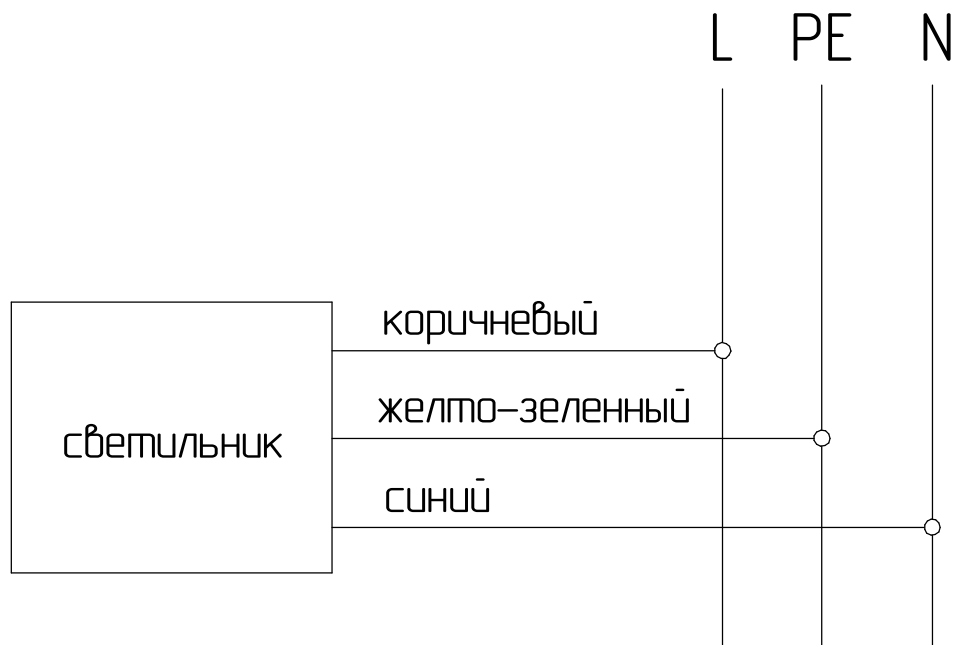 L PE N
коричневый
желто-зеленный
светильник
синий